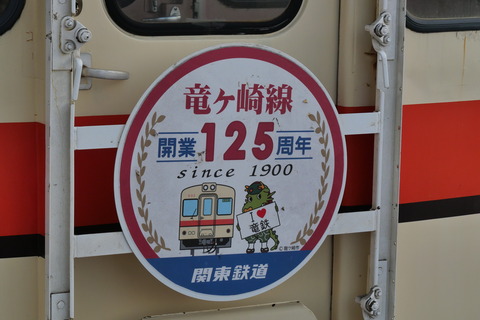 竜ヶ崎線
開業125周年
since 1900
I ♥ 竜鉄
関東鉄道